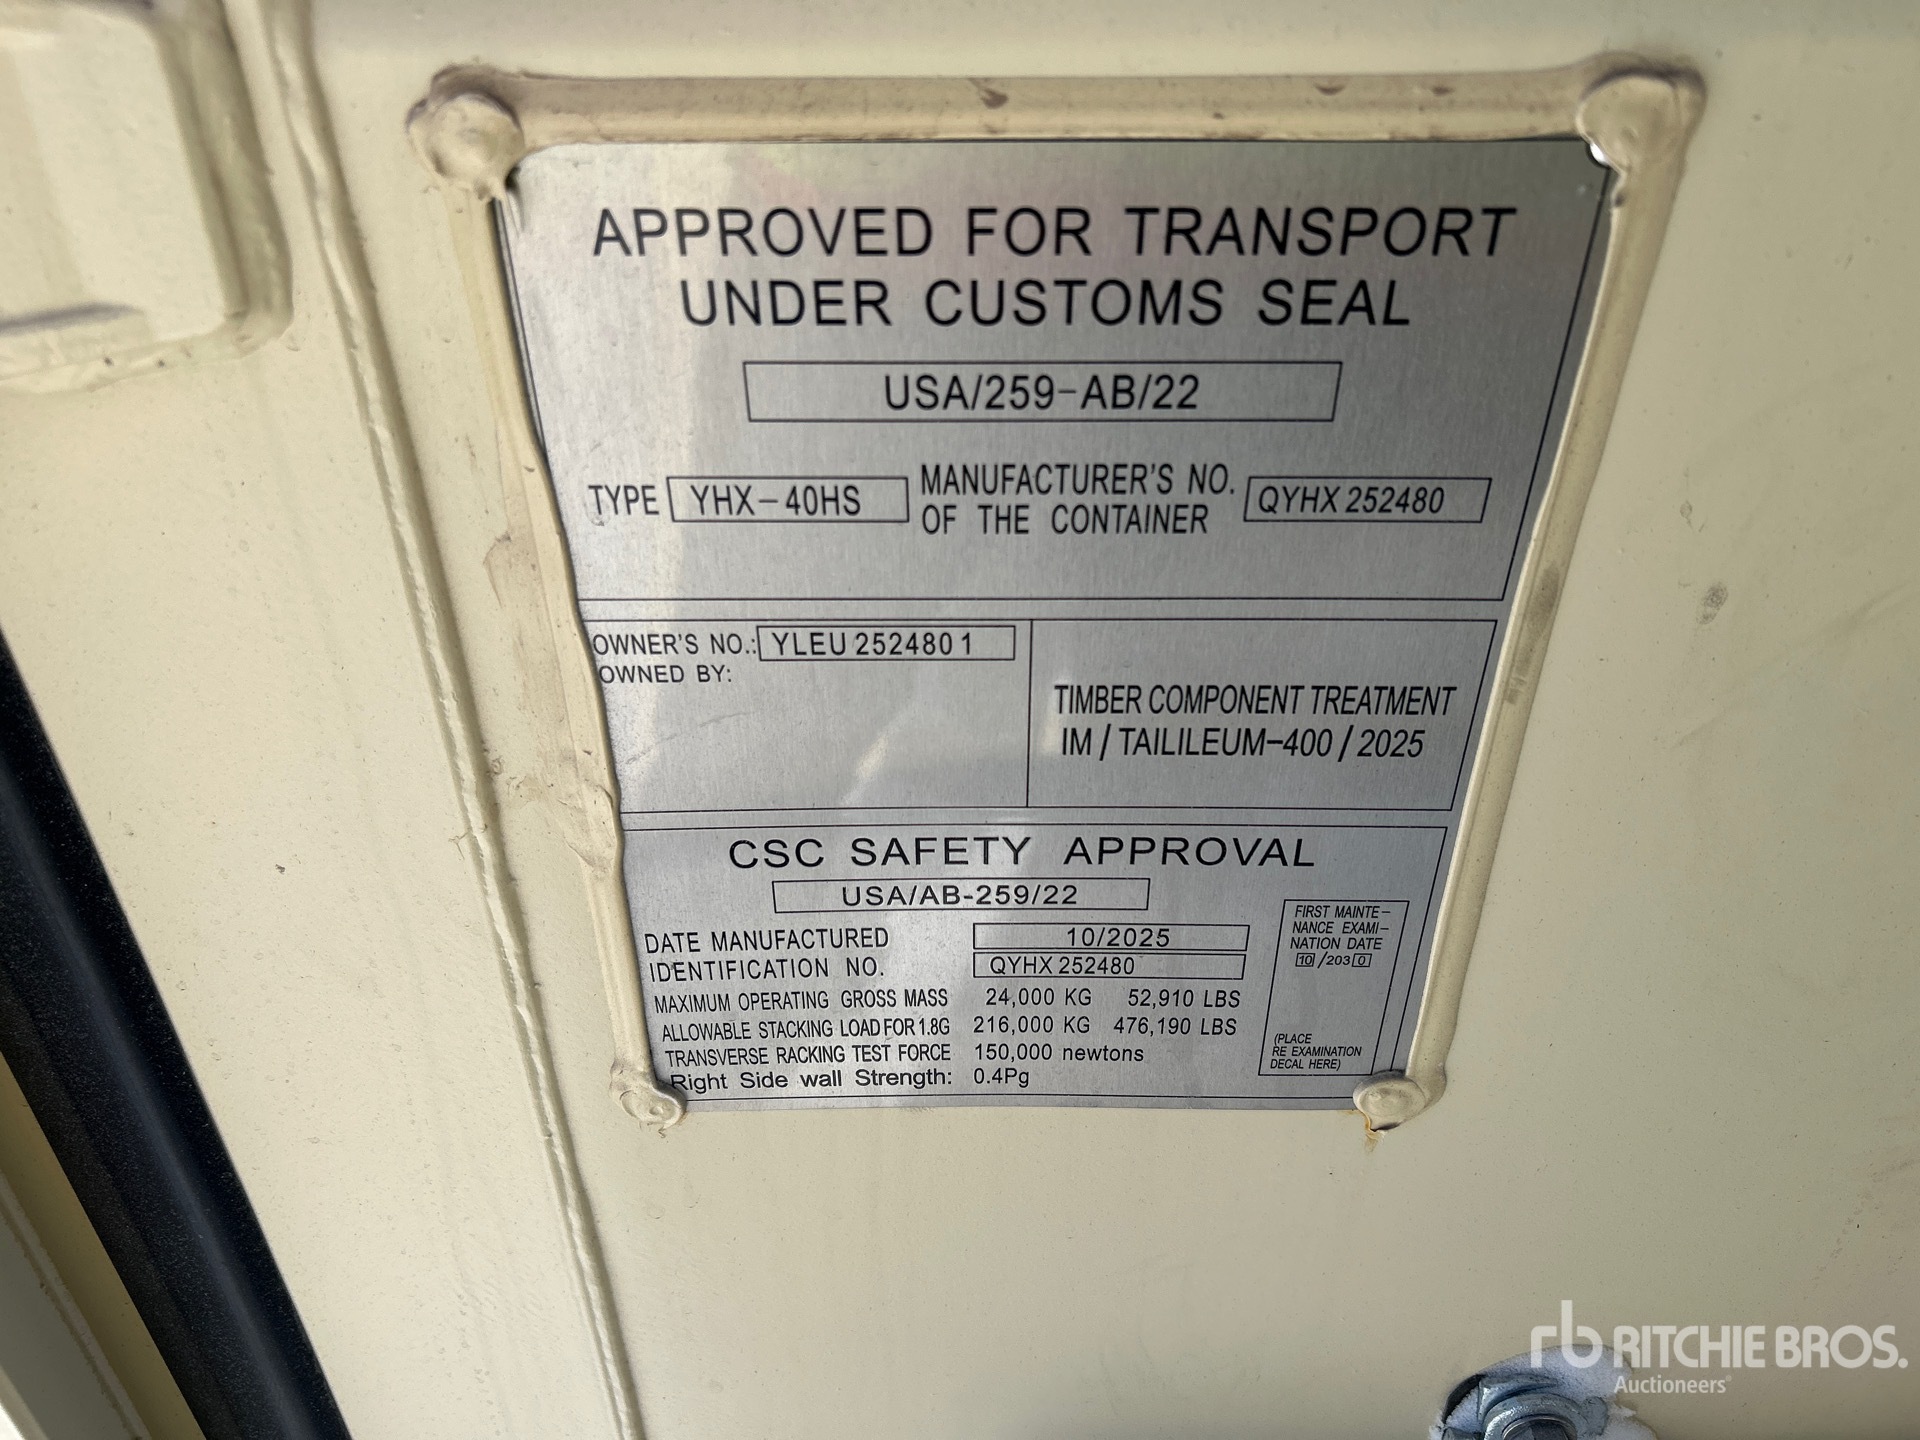 APPROVED FOR TRANSPORT
UNDER CUSTOMS SEAL
USA/259-AB/22
TYPE YHX-40HS MANUFACTURER'S NO. OF THE CONTAINER QYHX 252480
OWNER'S NO.: YLEU 252480 1
OWNED BY:
TIMBER COMPONENT TREATMENT
IM / TAILILEUM-400 / 2025
CSC SAFETY APPROVAL
USA/AB-259/22
DATE MANUFACTURED 10/2025
IDENTIFICATION NO. QYHX 252480
MAXIMUM OPERATING GROSS MASS 24,000 KG 52,910 LBS
ALLOWABLE STACKING LOAD FOR 1.8G 216,000 KG 476,190 LBS
TRANSVERSE RACKING TEST FORCE 150,000 newtons
Right Side wall Strength: 0.4Pg
FIRST MAINTE-
NANCE EXAMI-
NATION DATE
10 /2030
(PLACE
RE EXAMINATION
DECAL HERE)
rb RITCHIE BROS.
Auctioneers